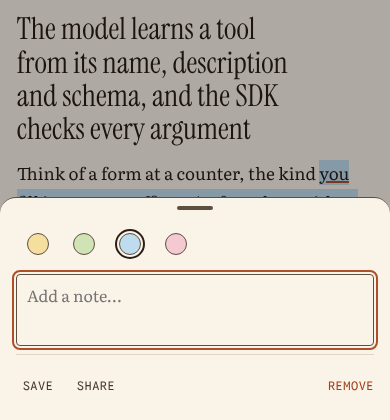 The model learns a tool
from its name, description
and schema, and the SDK
checks every argument
Think of a form at a counter, the kind you
Add a note...
SAVE SHARE REMOVE